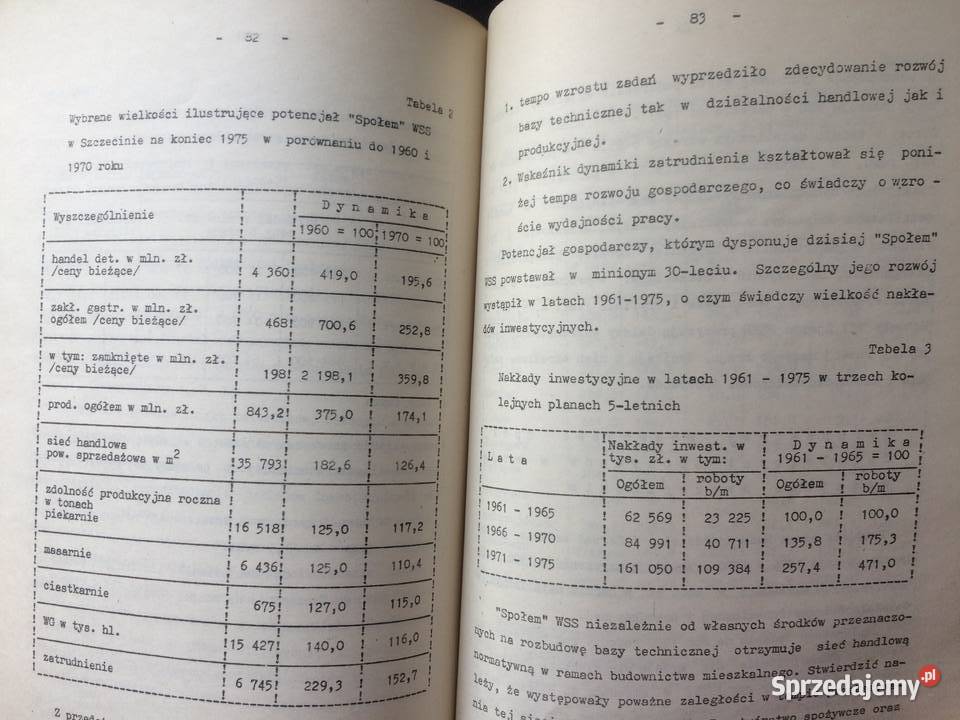 - 82 -
Tabela 2
Wybrane wielkości ilustrujące potencjał "Społem" WSS
w Szczecinie na koniec 1975 w porównaniu do 1960 i
1970 roku
Wyszczególnienie
Dynamika
1960 = 100 1970 = 100
handel det. w mln. zł.
/ceny bieżące/ 4 360 419,0 195,6
zakł. gastr. w mln. zł.
ogółem /ceny bieżące/ 468 700,6 252,8
w tym: zamknięte w mln. zł.
/ceny bieżące/ 198 2 198,1 359,8
prod. ogółem w mln. zł. 843,2 375,0 174,1
sieć handlowa
pow. sprzedażowa w m2 35 793 182,6 126,4
zdolność produkcyjna roczna
w tonach
piekarnie 16 518 125,0 117,2
masarnie 6 436 125,0 110,4
ciastkarnie 675 127,0 115,0
WG w tys. hl. 15 427 140,0 116,0
zatrudnienie 6 745 229,3 152,7
- 83 -
1. tempo wzrostu zadań wyprzedziło zdecydowanie rozwój
bazy technicznej tak w działalności handlowej jak i
produkcyjnej.
2. Wskaźnik dynamiki zatrudnienia kształtował się poni-
żej tempa rozwoju gospodarczego, co świadczy o wzro -
ście wydajności pracy.
Potencjał gospodarczy, którym dysponuje dzisiaj "Społem"
WSS powstawał w minionym 30-leciu. Szczególny jego rozwój
wystąpił w latach 1961-1975, o czym świadczy wielkość nakła-
dów inwestycyjnych.
Tabela 3
Nakłady inwestycyjne w latach 1961 - 1975 w trzech ko-
lejnych planach 5-letnich
Lata
Nakłady inwest. w
tys. zł. w tym:
Dynamika
1961 - 1965 = 100
Ogółem roboty b/m Ogółem roboty b/m
1961 - 1965 62 569 23 225 100,0 100,0
1966 - 1970 84 991 40 711 135,8 175,3
1971 - 1975 161 050 109 384 257,4 471,0
"Społem" WSS niezależnie od własnych środków przeznaczo-
nych na rozbudowę bazy technicznej otrzymuje sieć handlową
normatywną w ramach budownictwa mieszkalnego. Stwierdzić na-
leży, że występowały poważne zaległości w
nia tej spożywcze oraz
Sprzedajemy.pl